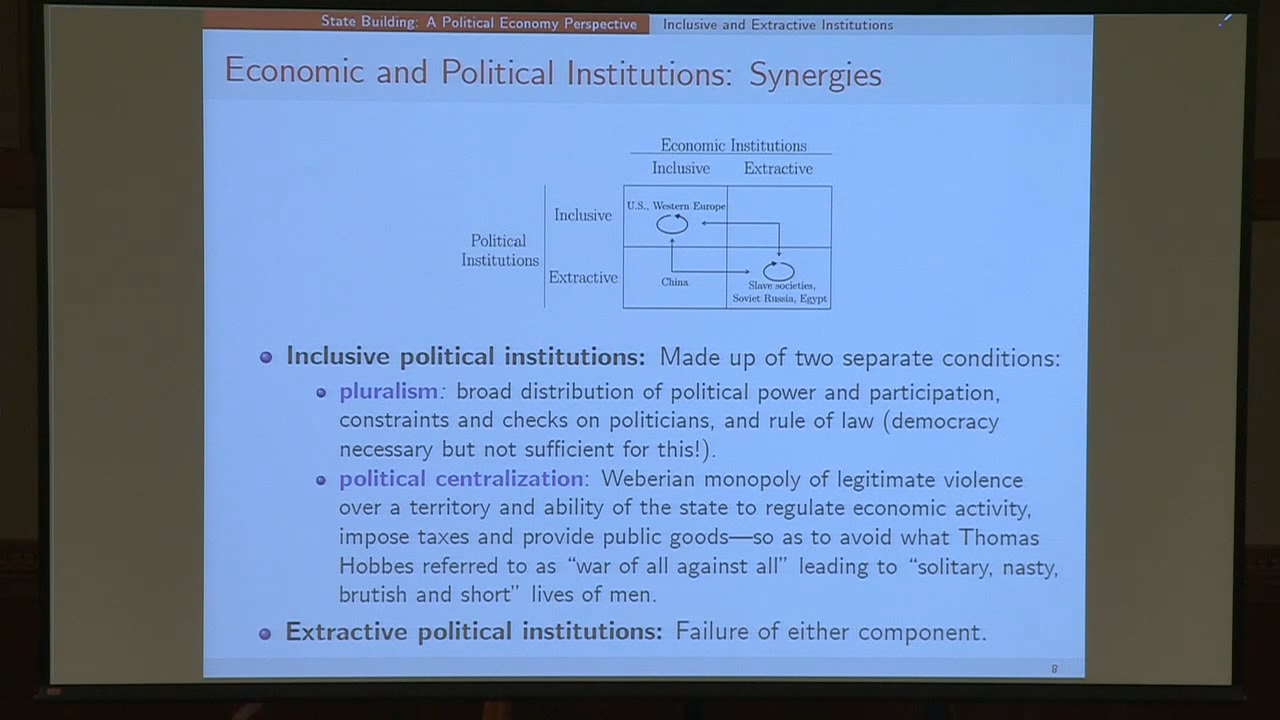 State Building: A Political Economy Perspective
Inclusive and Extractive Institutions
Economic and Political Institutions: Synergies
Economic Institutions
Inclusive Extractive
Political
Institutions
Inclusive
Extractive
U.S., Western Europe
China
Slave societies,
Soviet Russia, Egypt
Inclusive political institutions: Made up of two separate conditions:
pluralism: broad distribution of political power and participation,
constraints and checks on politicians, and rule of law (democracy
necessary but not sufficient for this!).
political centralization: Weberian monopoly of legitimate violence
over a territory and ability of the state to regulate economic activity,
impose taxes and provide public goods—so as to avoid what Thomas
Hobbes referred to as “war of all against all” leading to “solitary, nasty,
brutish and short” lives of men.
Extractive political institutions: Failure of either component.
8